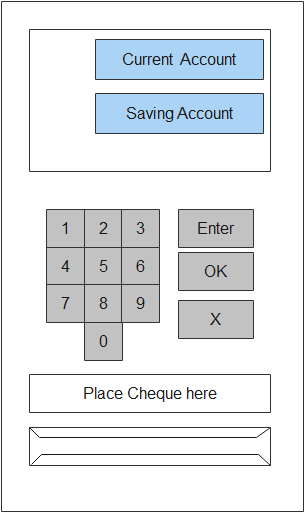 Current Account
Saving Account
1 2 3 Enter
4 5 6 OK
7 8 9 X
0
Place Cheque here